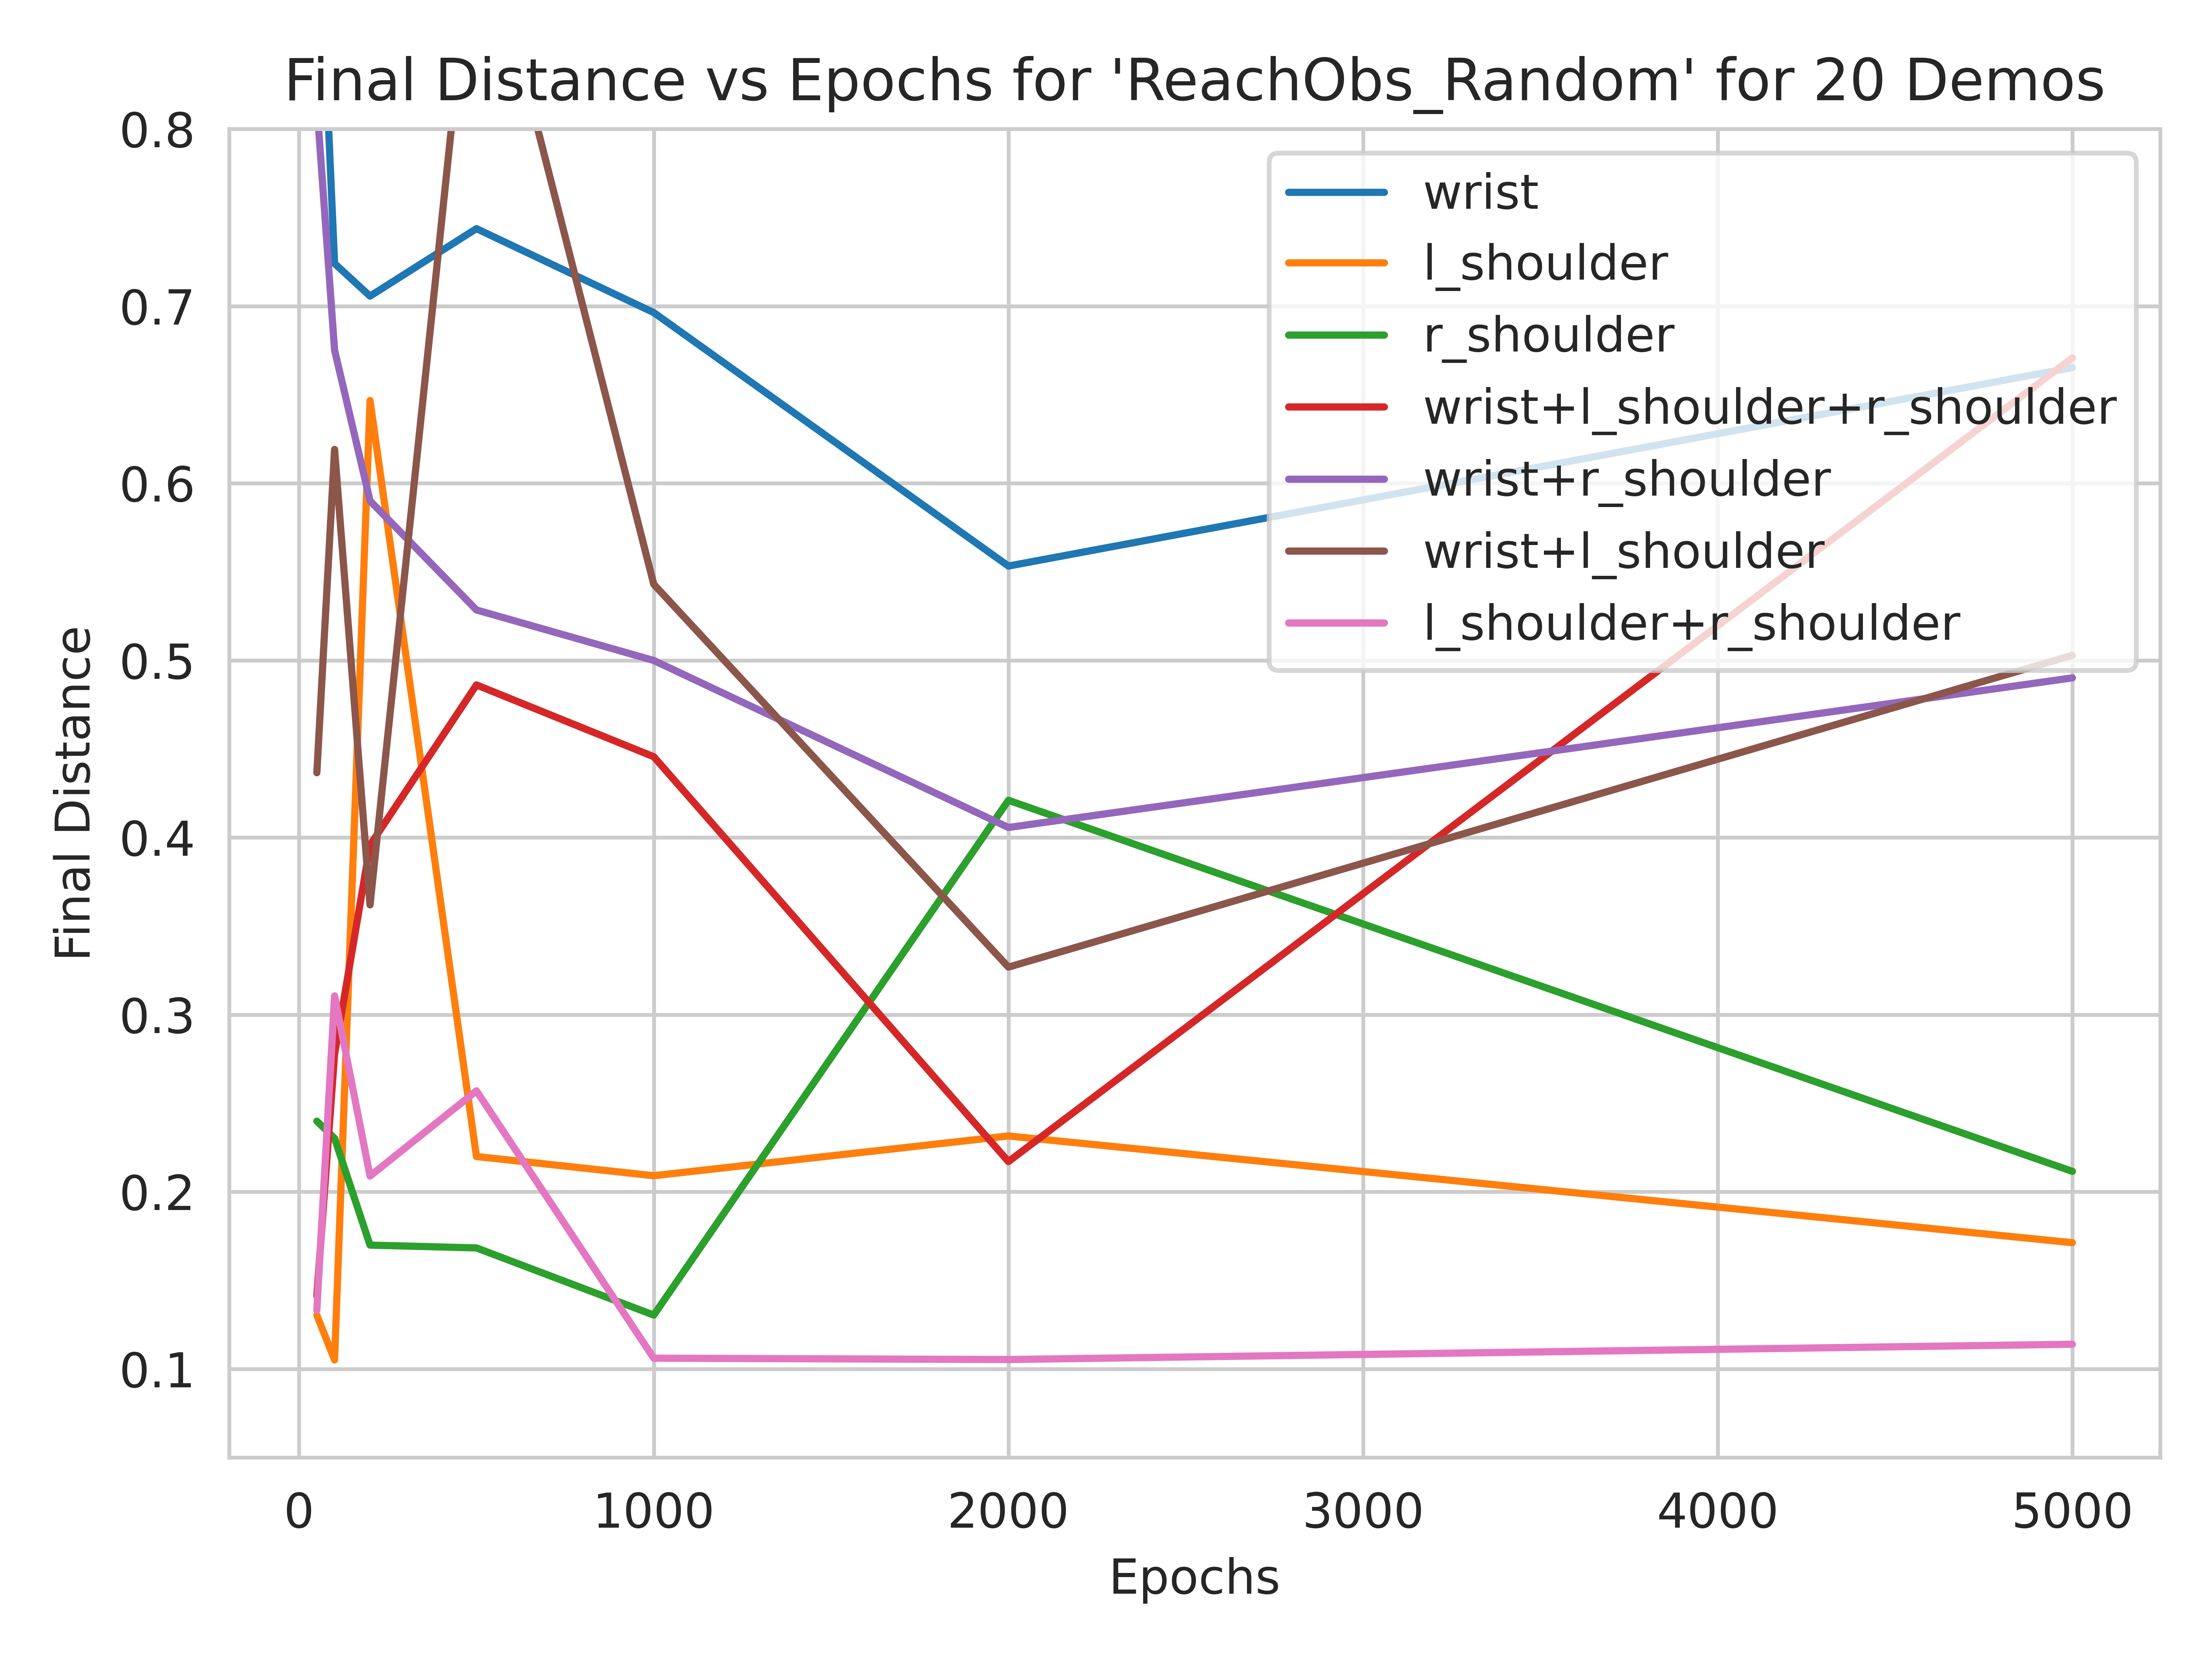 Final Distance vs Epochs for 'ReachObs_Random' for 20 Demos
0.8
0.7
0.6
0.5
0.4
0.3
0.2
0.1
Final Distance
wrist
l_shoulder
r_shoulder
wrist+l_shoulder+r_shoulder
wrist+r_shoulder
wrist+l_shoulder
l_shoulder+r_shoulder
0 1000 2000 3000 4000 5000
Epochs